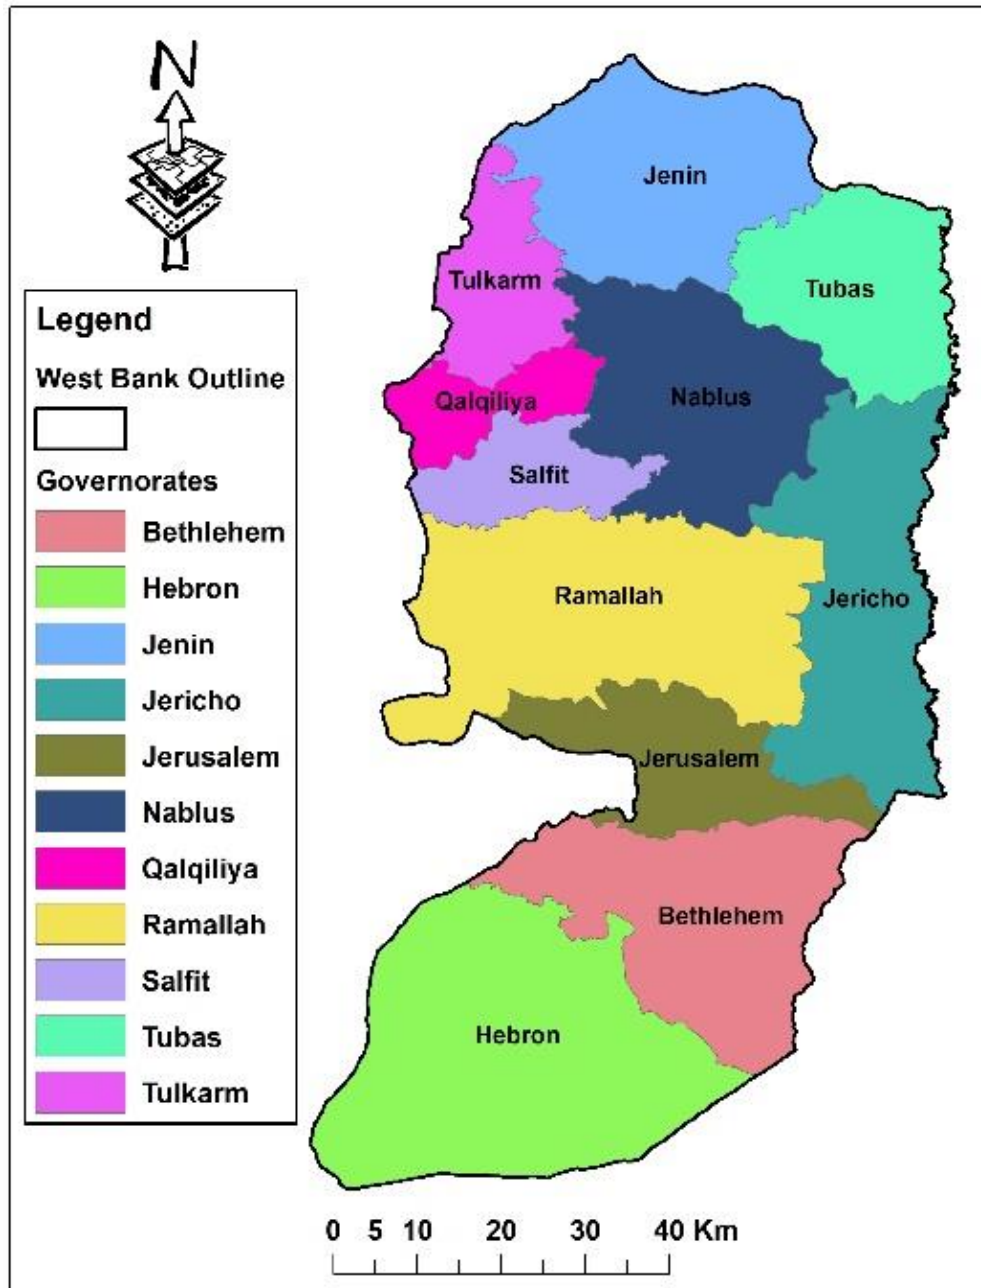 N
Jenin
Tulkarm
Tubas
Legend
West Bank Outline
Qalqiliya
Nablus
Governorates
Salfit
Bethlehem
Ramallah
Jericho
Hebron
Jenin
Jericho
Jerusalem
Jerusalem
Nablus
Qalqiliya
Ramallah
Bethlehem
Salfit
Tubas
Hebron
Tulkarm
0 5 10 20 30 40 Km